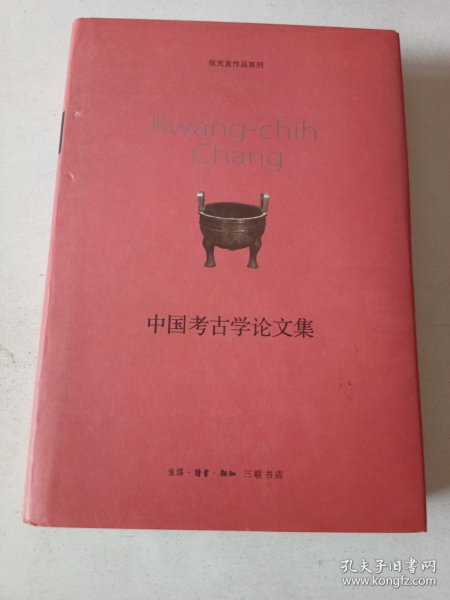 张光直作品系列
Kwang-chih
Chang
中国考古学论文集
生活·讀書·新知 三联书店
孔夫子旧书网
www.kongfz.com